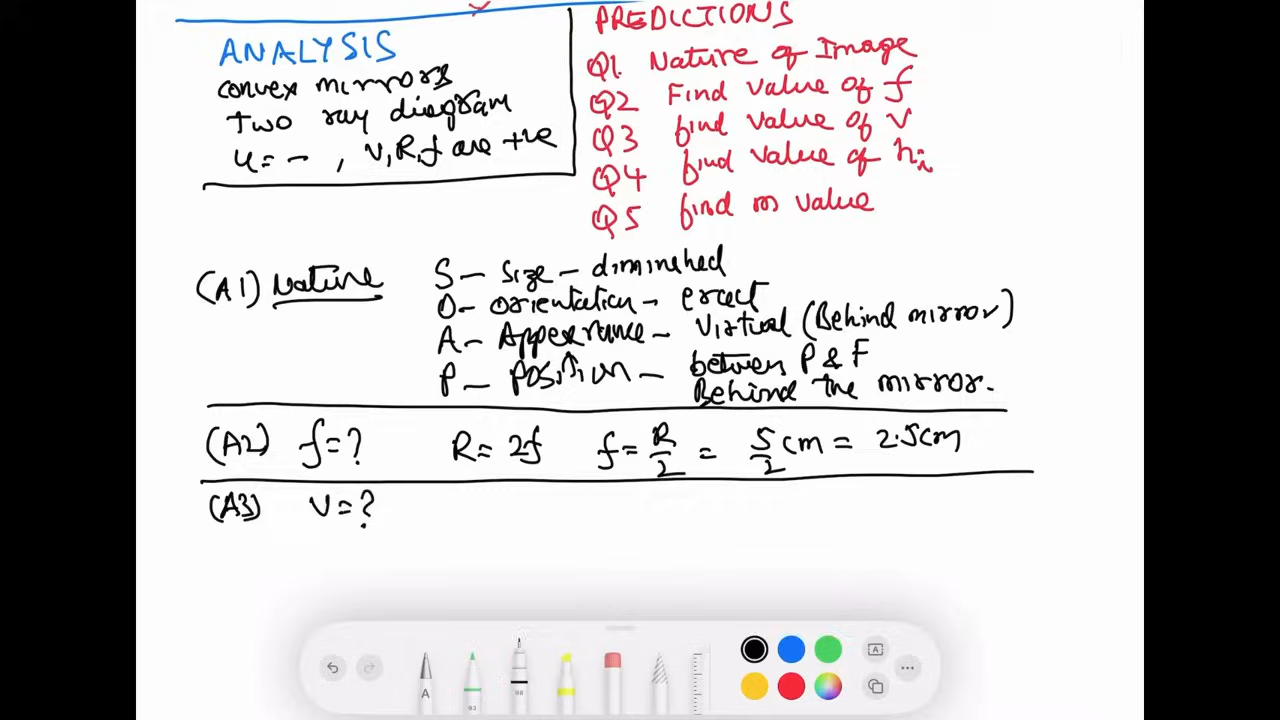 ANALYSIS
convex mirrors
Two ray diagram
u = - , v, R, f are +ve
PREDICTIONS
Q1. Nature of Image
Q2 Find value of f
Q3 find value of v
Q4 find value of hi
Q5 find m value
(A1) Nature
S - Size - diminished
O - Orientation - erect
A - Appearance - Virtual (Behind mirror)
P - Position - between P & F
Behind the mirror.
(A2) f = ? R = 2f f = R/2 = 5/2 cm = 2.5cm
(A3) v = ?